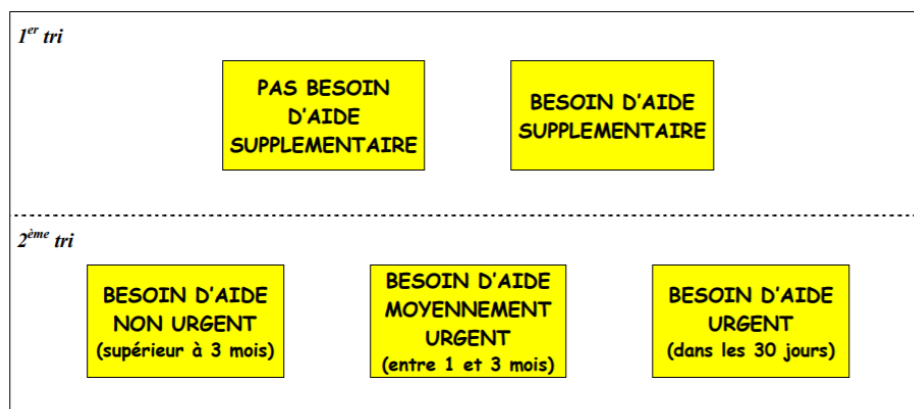 1er tri
PAS BESOIN
D'AIDE
SUPPLEMENTAIRE
BESOIN D'AIDE
SUPPLEMENTAIRE
2ème tri
BESOIN D'AIDE
NON URGENT
(supérieur à 3 mois)
BESOIN D'AIDE
MOYENNEMENT
URGENT
(entre 1 et 3 mois)
BESOIN D'AIDE
URGENT
(dans les 30 jours)